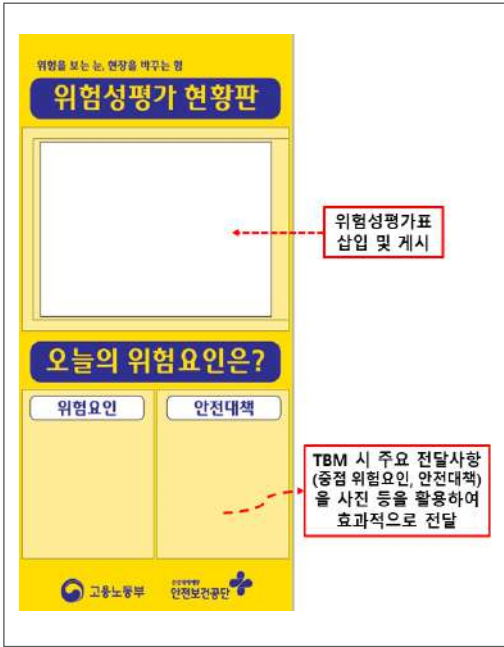 위험을 보는 눈, 현장을 바꾸는 힘
위험성평가 현황판
위험성평가표
삽입 및 게시
오늘의 위험요인은?
위험요인
안전대책
TBM 시 주요 전달사항
(중점 위험요인, 안전대책)
을 사진 등을 활용하여
효과적으로 전달
고용노동부
안전보건공단